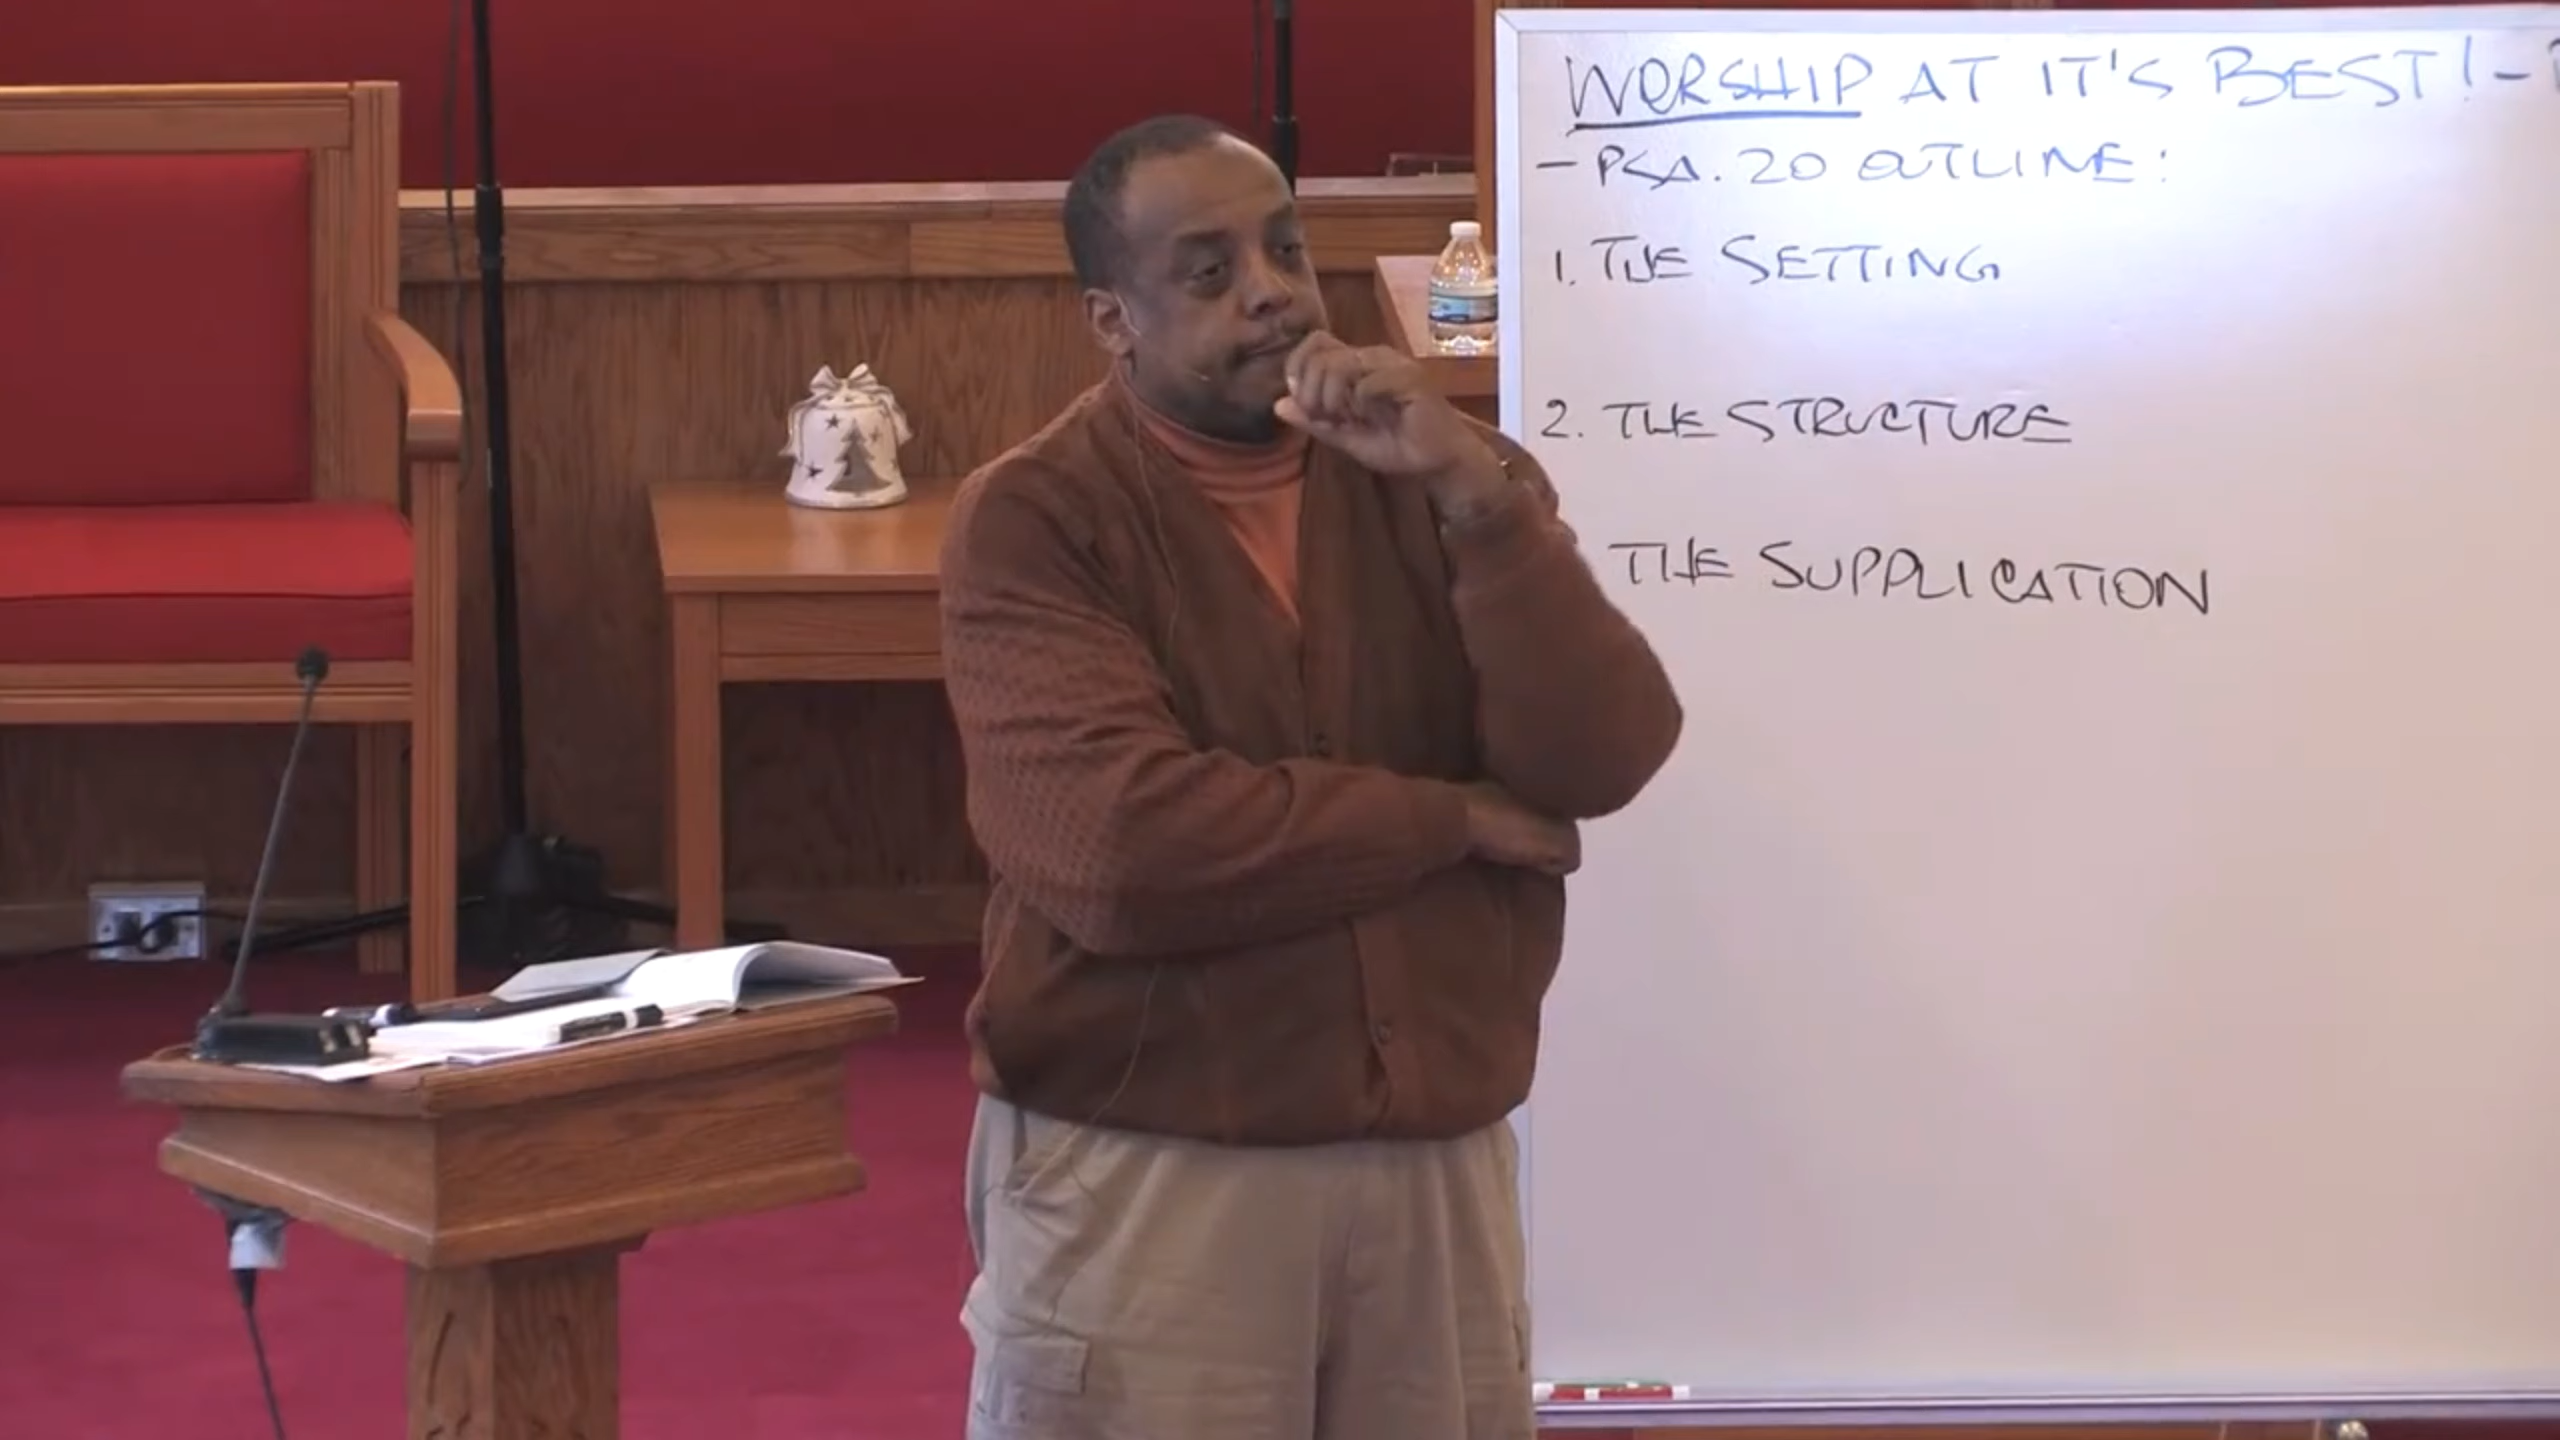 WORSHIP AT IT'S BEST! -
- PSA. 20 OUTLINE:
1. THE SETTING
2. THE STRUCTURE
THE SUPPLICATION